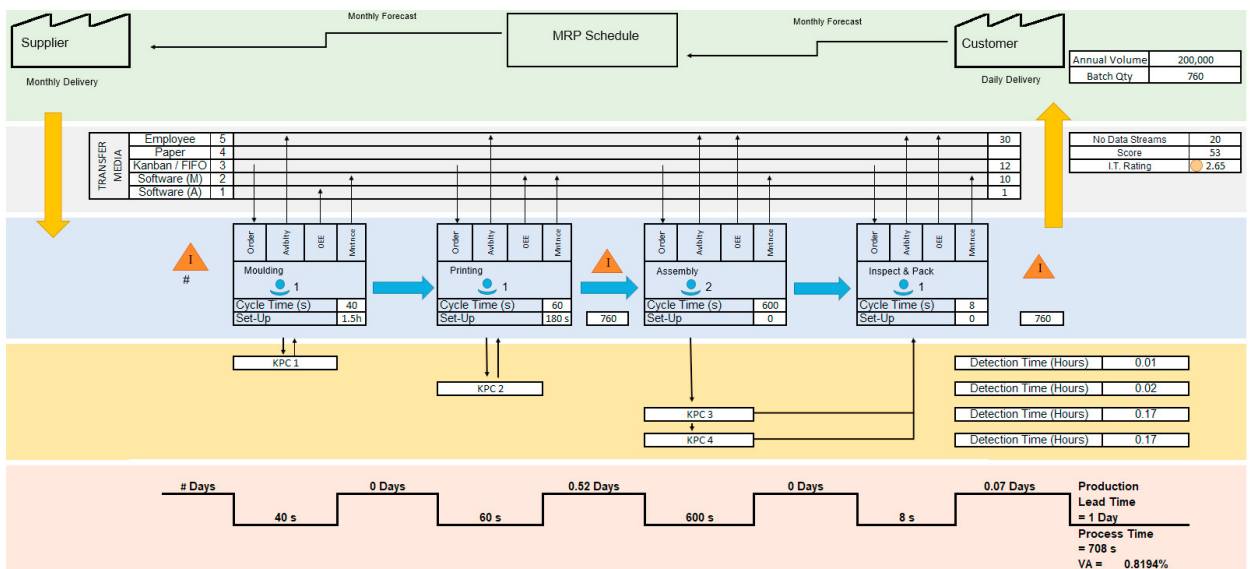 Monthly Forecast
Monthly Forecast
Supplier
MRP Schedule
Customer
Monthly Delivery
Daily Delivery
Annual Volume 200,000
Batch Qty 760
TRANSFER MEDIA
Employee 5 30
Paper 4
Kanban / FIFO 3 12
Software (M) 2 10
Software (A) 1 1
No Data Streams 20
Score 53
I.T. Rating 2.65
I
#
Order Avlblty OEE Mntnce
Moulding
1
Cycle Time (s) 40
Set-Up 1.5h
Order Avlblty OEE Mntnce
Printing
1
Cycle Time (s) 60
Set-Up 180 s
I
760
Order Avlblty OEE Mntnce
Assembly
2
Cycle Time (s) 600
Set-Up 0
Order Avlblty OEE Mntnce
Inspect & Pack
1
Cycle Time (s) 8
Set-Up 0
I
760
KPC 1
KPC 2
KPC 3
KPC 4
Detection Time (Hours) 0.01
Detection Time (Hours) 0.02
Detection Time (Hours) 0.17
Detection Time (Hours) 0.17
# Days
40 s
0 Days
60 s
0.52 Days
600 s
0 Days
8 s
0.07 Days
Production
Lead Time
= 1 Day
Process Time
= 708 s
VA = 0.8194%